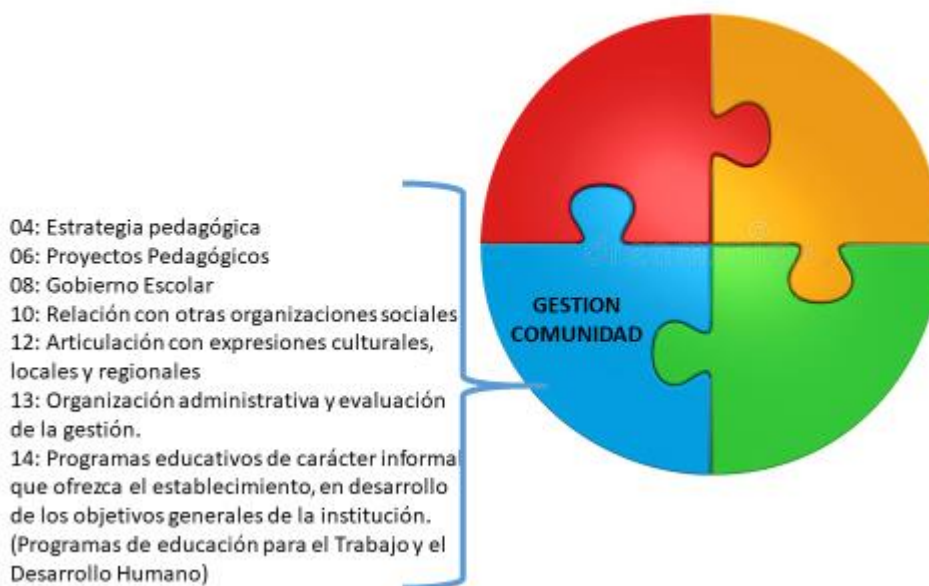 04: Estrategia pedagógica
06: Proyectos Pedagógicos
08: Gobierno Escolar
10: Relación con otras organizaciones sociales
12: Articulación con expresiones culturales,
locales y regionales
13: Organización administrativa y evaluación
de la gestión.
14: Programas educativos de carácter informal
que ofrezca el establecimiento, en desarrollo
de los objetivos generales de la institución.
(Programas de educación para el Trabajo y el
Desarrollo Humano)
GESTION
COMUNIDAD